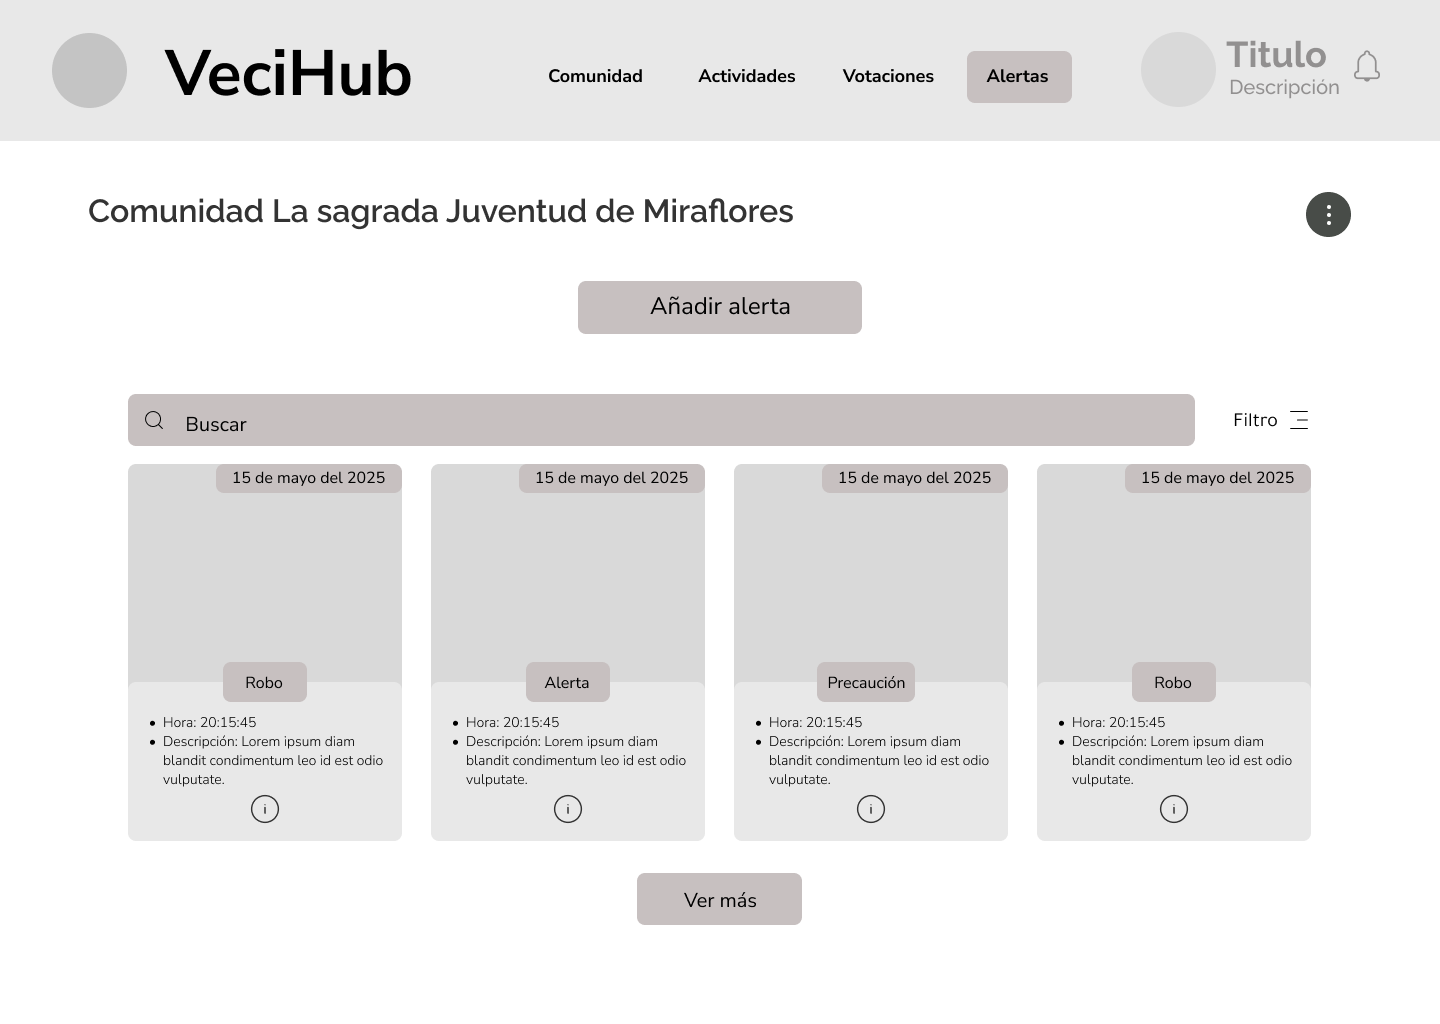 VeciHub
Comunidad
Actividades
Votaciones
Alertas
Titulo
Descripción
Comunidad La sagrada Juventud de Miraflores
Añadir alerta
Buscar
Filtro
15 de mayo del 2025
Robo
• Hora: 20:15:45
• Descripción: Lorem ipsum diam
blandit condimentum leo id est odio
vulputate.
15 de mayo del 2025
Alerta
• Hora: 20:15:45
• Descripción: Lorem ipsum diam
blandit condimentum leo id est odio
vulputate.
15 de mayo del 2025
Precaución
• Hora: 20:15:45
• Descripción: Lorem ipsum diam
blandit condimentum leo id est odio
vulputate.
15 de mayo del 2025
Robo
• Hora: 20:15:45
• Descripción: Lorem ipsum diam
blandit condimentum leo id est odio
vulputate.
Ver más